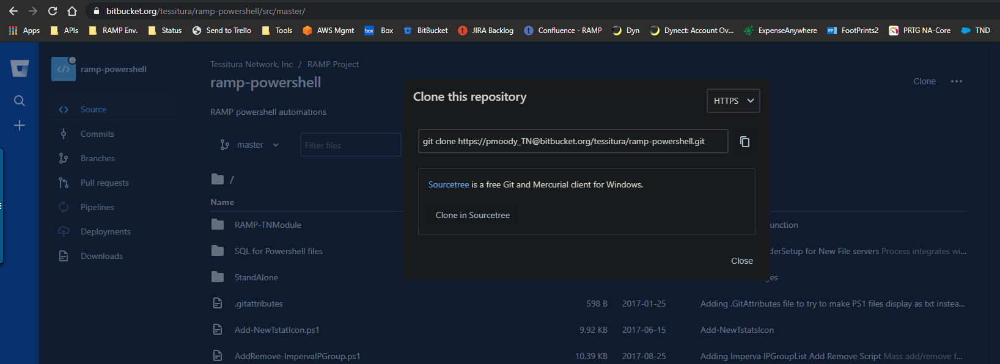 bitbucket.org/tessitura/ramp-powershell/src/master/
Apps APIs RAMP Env. Status Send to Trello Tools AWS Mgmt box Box BitBucket t JIRA Backlog t Confluence - RAMP Dyn Dynect: Account Ov... ExpenseAnywhere FP FootPrints2 PRTG NA-Core TND
</> ramp-powershell
Source
Commits
Branches
Pull requests
Pipelines
Deployments
Downloads
Tessitura Network, Inc / RAMP Project
ramp-powershell
Clone •••
RAMP powershell automations
master Filter files
/
Name
RAMP-TNModule unction
SQL for Powershell files derSetup for New File servers Process integrates wi...
StandAlone ges
.gitattributes 598 B 2017-01-25 Adding .GitAttributes file to try to make PS1 files display as txt instea...
Add-NewTstatIcon.ps1 9.92 KB 2017-06-15 Add-NewTstatsIcon
AddRemove-ImpervaIPGroup.ps1 10.39 KB 2017-08-25 Adding Imperva IPGroupList Add Remove Script Mass add/remove f...
Clone this repository
HTTPS
git clone https://pmoody_TN@bitbucket.org/tessitura/ramp-powershell.git
Sourcetree is a free Git and Mercurial client for Windows.
Clone in Sourcetree
Close